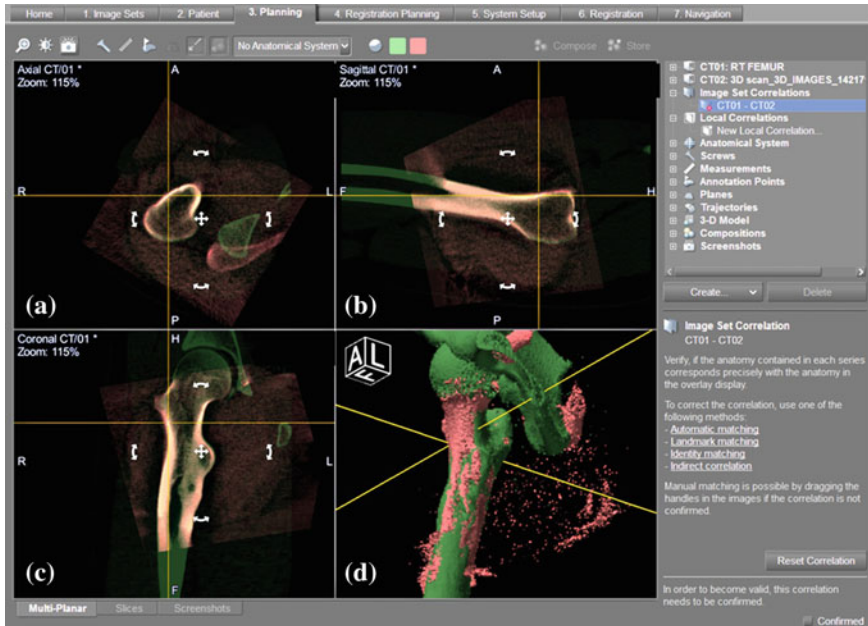 Home
1. Image Sets
2. Patient
3. Planning
4. Registration Planning
5. System Setup
6. Registration
7. Navigation
No Anatomical System
Compose
Store
Axial CT/01 *
Zoom: 115%
A
R
L
P
(a)
Sagittal CT/01 *
Zoom: 115%
A
F
H
P
(b)
Coronal CT/01 *
Zoom: 115%
H
R
L
F
(c)
A
L
F
(d)
CT01: RT FEMUR
CT02: 3D scan_3D_IMAGES_14217
Image Set Correlations
CT01 - CT02
Local Correlations
New Local Correlation...
Anatomical System
Screws
Measurements
Annotation Points
Planes
Trajectories
3-D Model
Compositions
Screenshots
Create...
Delete
Image Set Correlation
CT01 - CT02
Verify, if the anatomy contained in each series
corresponds precisely with the anatomy in
the overlay display.
To correct the correlation, use one of the
following methods:
- Automatic matching
- Landmark matching
- Identity matching
- Indirect correlation
Manual matching is possible by dragging the
handles in the images if the correlation is not
confirmed.
Reset Correlation
In order to become valid, this correlation
needs to be confirmed.
Confirmed
Multi-Planar
Slices
Screenshots